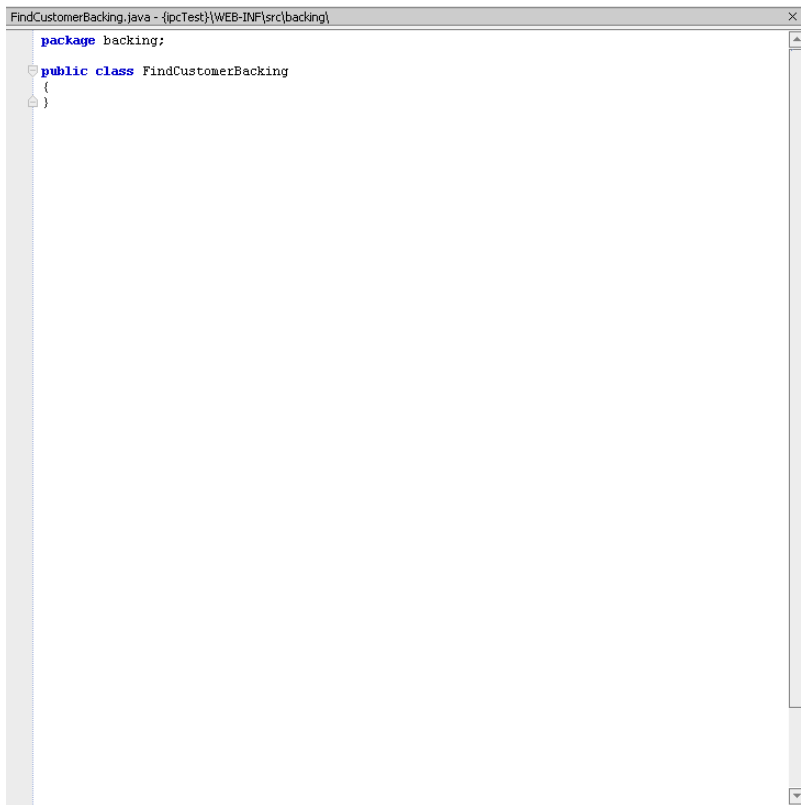 FindCustomerBacking.java - {ipcTest}\WEB-INF\src\backing\
package backing;
public class FindCustomerBacking
{
}